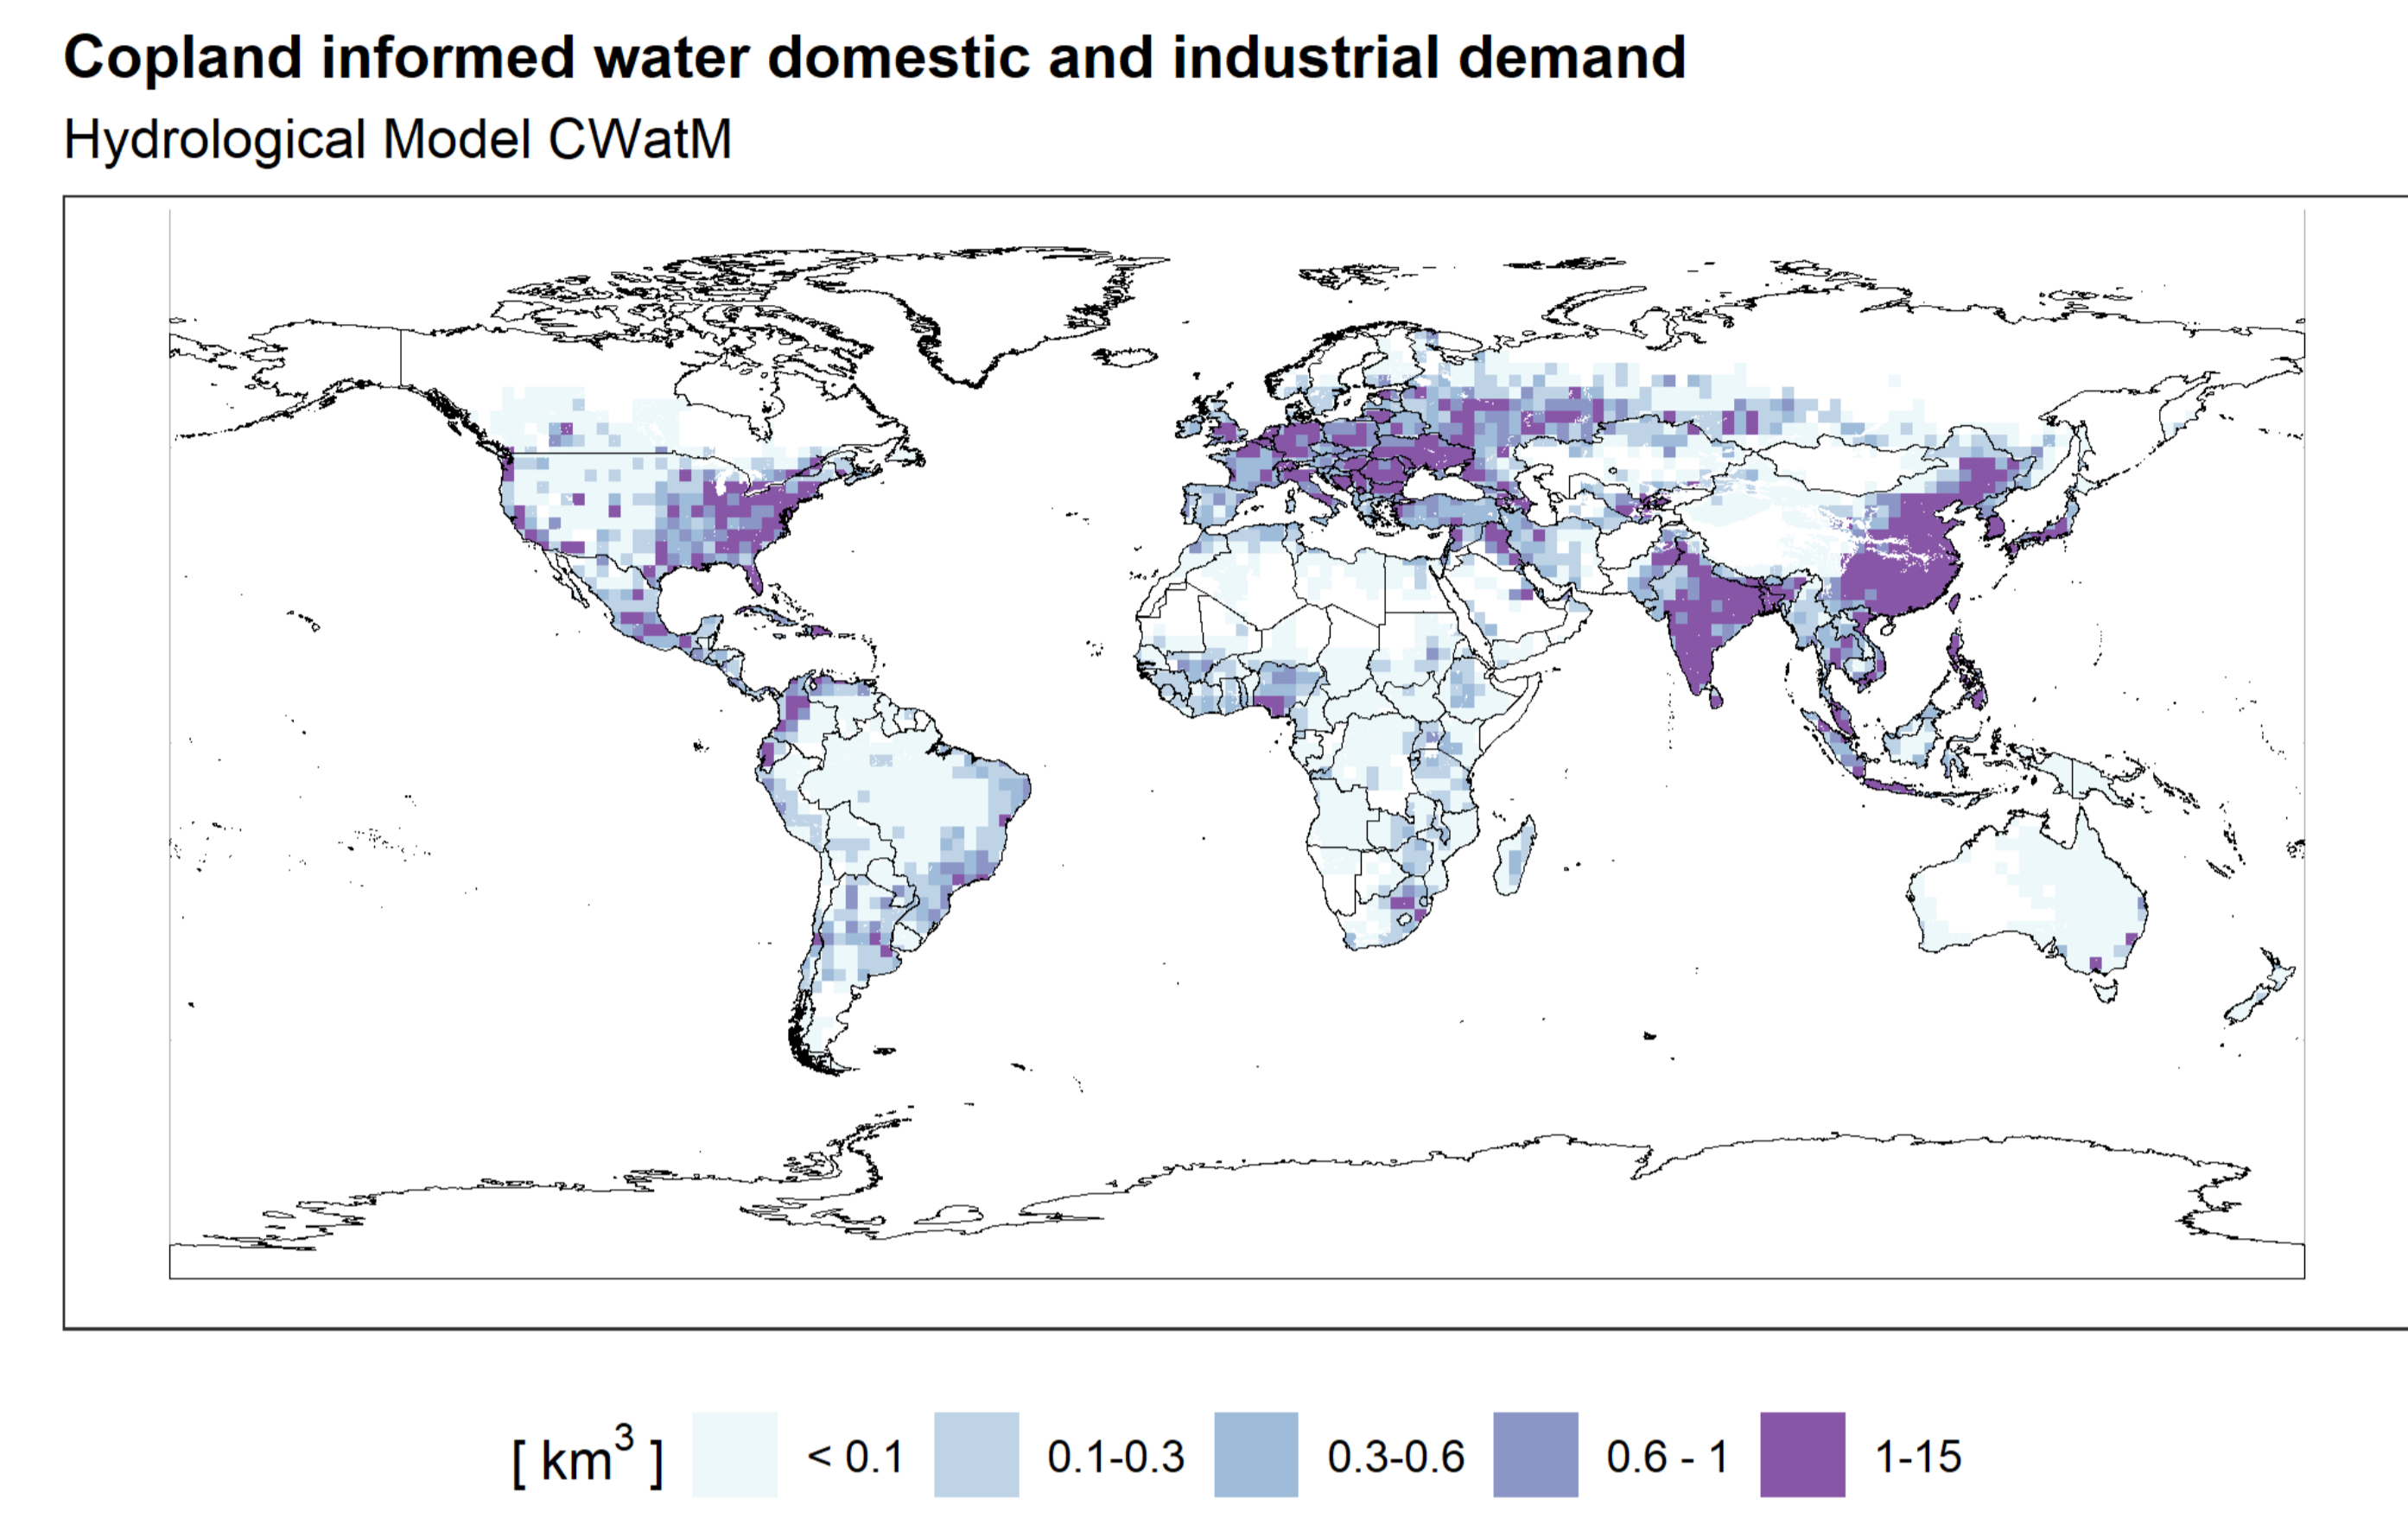 Copland informed water domestic and industrial demand
Hydrological Model CWatM
[ km³ ] < 0.1 0.1-0.3 0.3-0.6 0.6 - 1 1-15